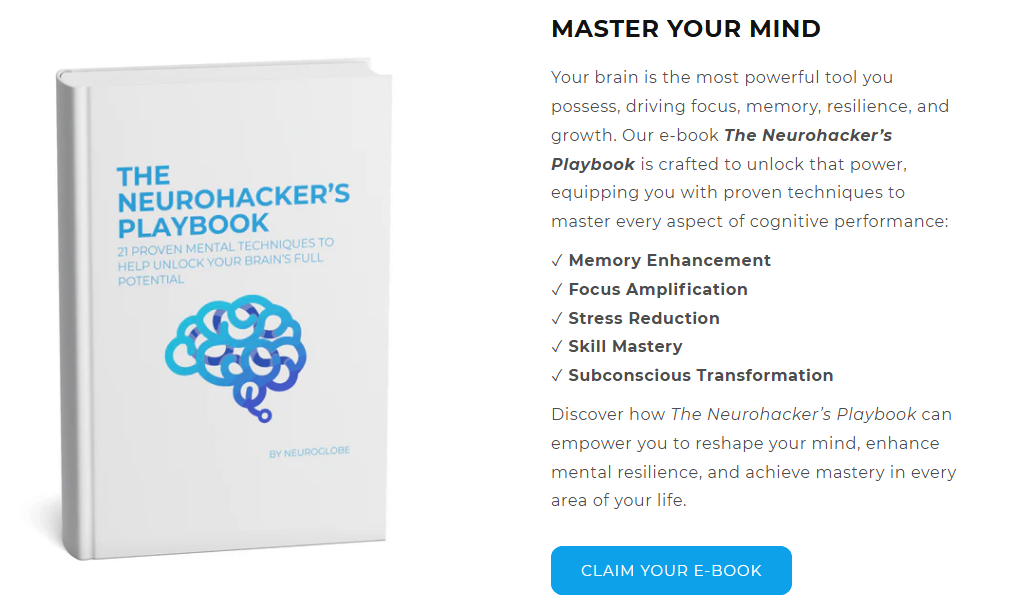 THE
NEUROHACKER'S
PLAYBOOK
21 PROVEN MENTAL TECHNIQUES TO
HELP UNLOCK YOUR BRAIN'S FULL
POTENTIAL
BY NEUROGLOBE
MASTER YOUR MIND
Your brain is the most powerful tool you
possess, driving focus, memory, resilience, and
growth. Our e-book The Neurohacker's
Playbook is crafted to unlock that power,
equipping you with proven techniques to
master every aspect of cognitive performance:
✓ Memory Enhancement
✓ Focus Amplification
✓ Stress Reduction
✓ Skill Mastery
✓ Subconscious Transformation
Discover how The Neurohacker's Playbook can
empower you to reshape your mind, enhance
mental resilience, and achieve mastery in every
area of your life.
CLAIM YOUR E-BOOK